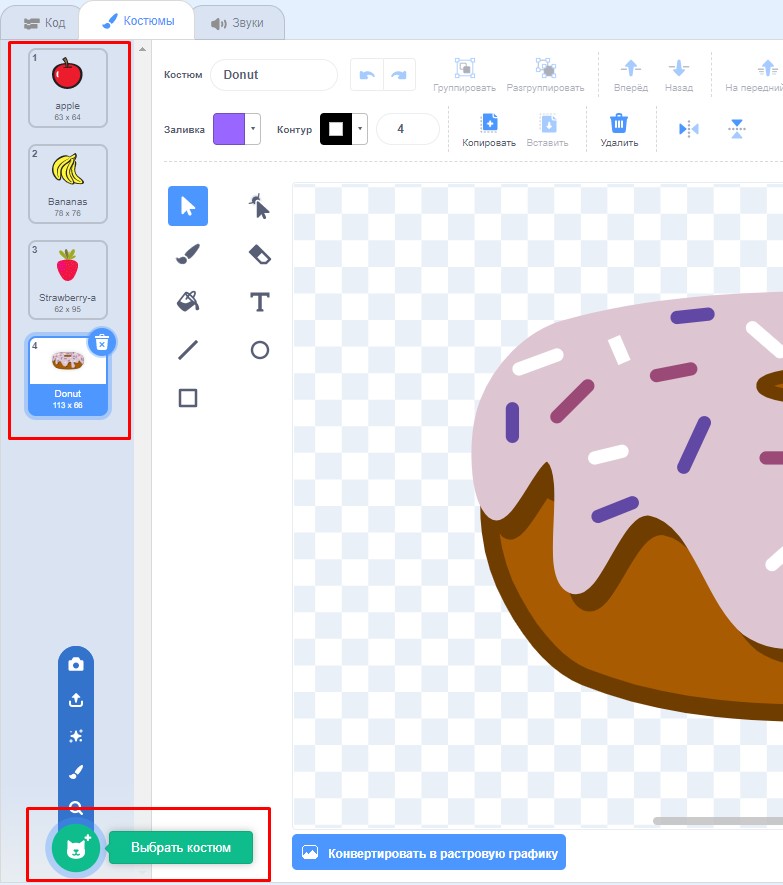 Код
Костюмы
Звуки
1
apple
63 x 64
2
Bananas
78 x 76
3
Strawberry-a
62 x 95
4
Donut
113 x 66
Костюм
Donut
Группировать
Разгруппировать
Вперёд
Назад
На передний
Заливка
Контур
4
Копировать
Вставить
Удалить
T
Выбрать костюм
Конвертировать в растровую графику